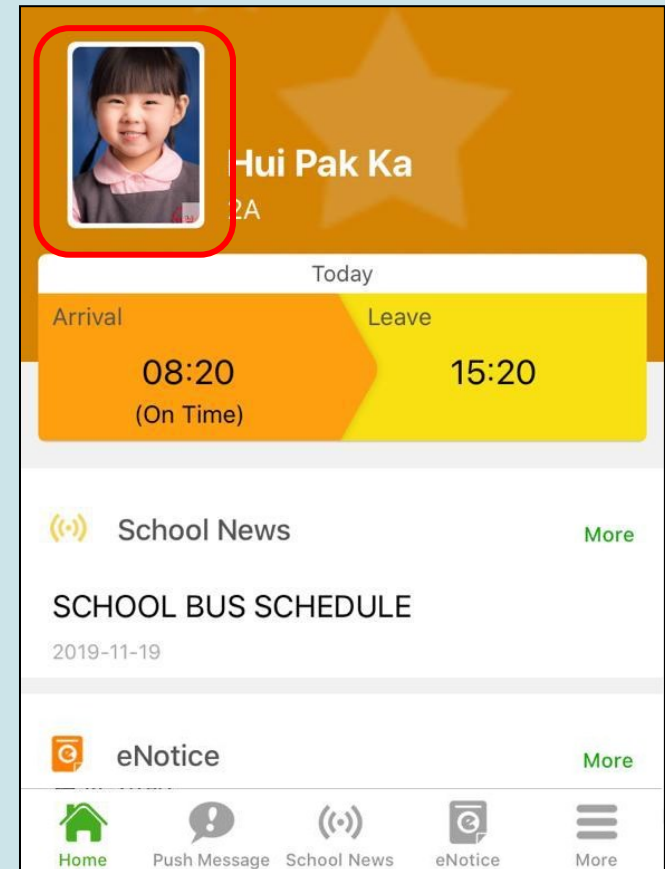 Hui Pak Ka
2A
Today
Arrival
Leave
08:20
15:20
(On Time)
School News
More
SCHOOL BUS SCHEDULE
2019-11-19
eNotice
More
Home
Push Message
School News
eNotice
More